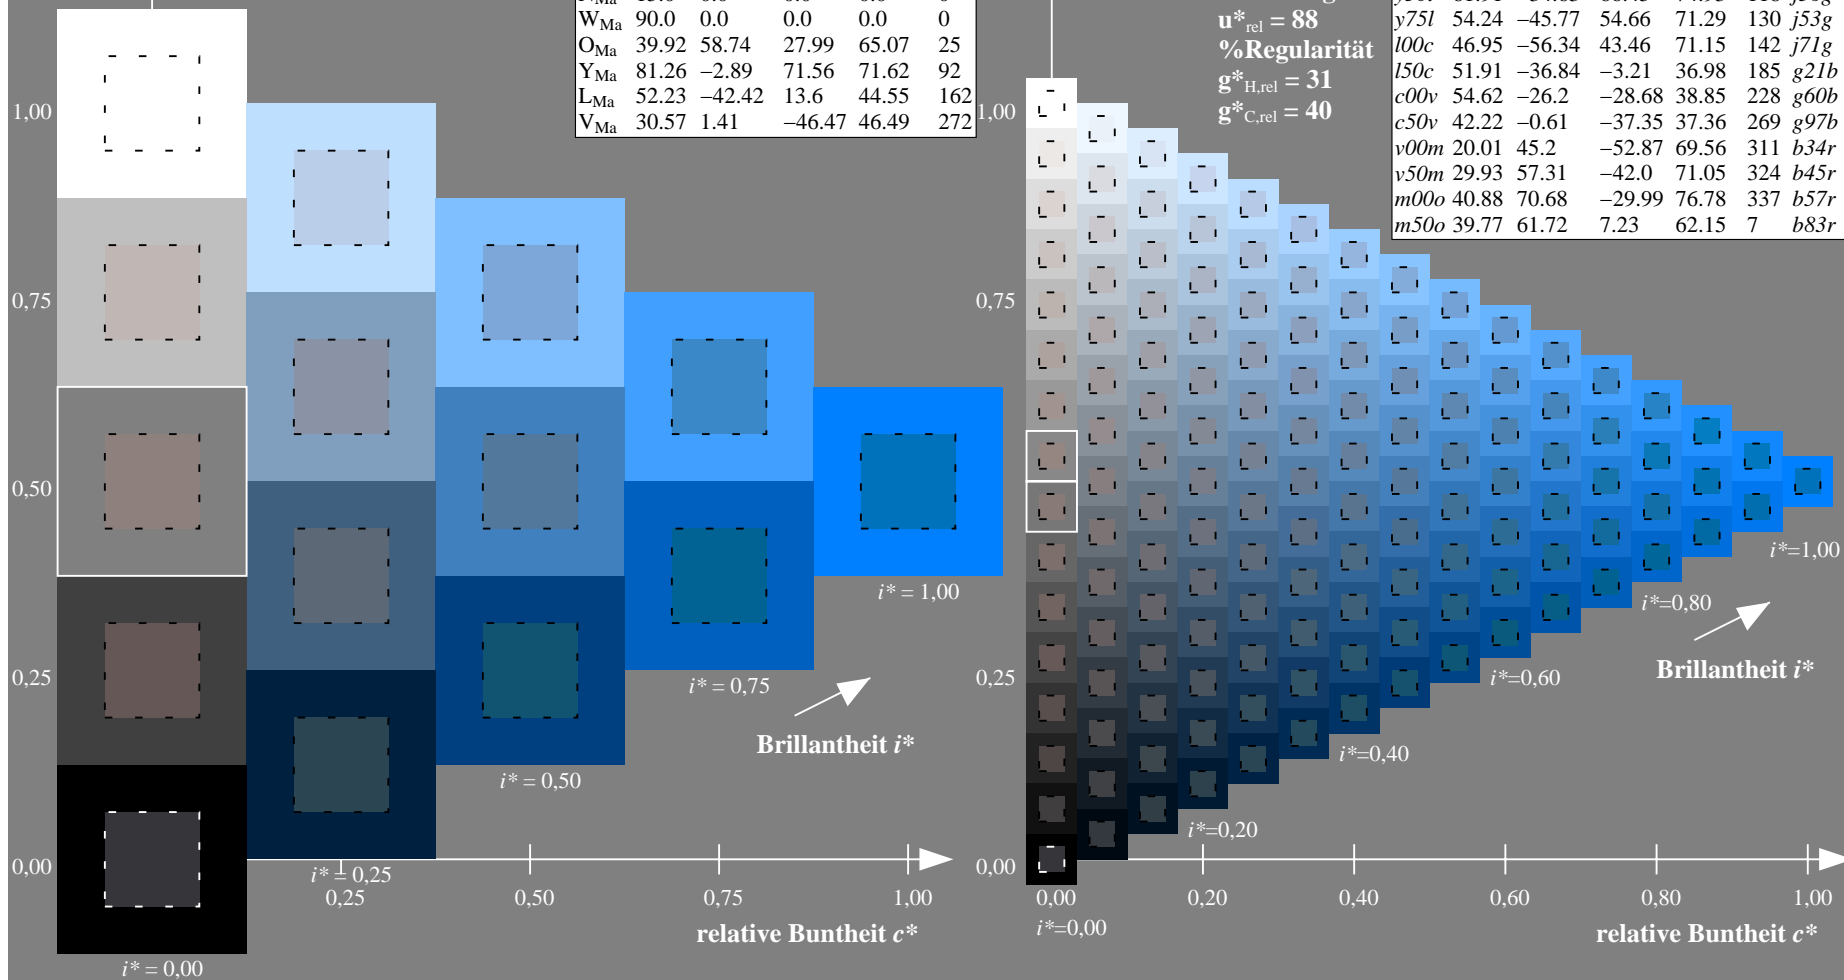 W_Ma 90.0 0.0 0.0 0.0 0
O_Ma 39.92 58.74 27.99 65.07 25
Y_Ma 81.26 −2.89 71.56 71.62 92
L_Ma 52.23 −42.42 13.6 44.55 162
V_Ma 30.57 1.41 −46.47 46.49 272
u*_rel = 88
%Regularität
g*_H,rel = 31
g*_C,rel = 40
y75l 54.24 −45.77 54.66 71.29 130 j53g
l00c 46.95 −56.34 43.46 71.15 142 j71g
l50c 51.91 −36.84 −3.21 36.98 185 g21b
c00v 54.62 −26.2 −28.68 38.85 228 g60b
c50v 42.22 −0.61 −37.35 37.36 269 g97b
v00m 20.01 45.2 −52.87 69.56 311 b34r
v50m 29.93 57.31 −42.0 71.05 324 b45r
m00o 40.88 70.68 −29.99 76.78 337 b57r
m50o 39.77 61.72 7.23 62.15 7 b83r
1,00
0,75
0,50
0,25
0,00
i* = 1,00
i* = 0,75
Brillantheit i*
i* = 0,50
i* = 0,25
0,25 0,50 0,75 1,00
relative Buntheit c*
i* = 0,00
1,00
0,75
0,25
0,00
i*=1,00
i*=0,80
Brillantheit i*
i*=0,60
i*=0,40
i*=0,20
0,00 0,20 0,40 0,60 0,80 1,00
i*=0,00
relative Buntheit c*